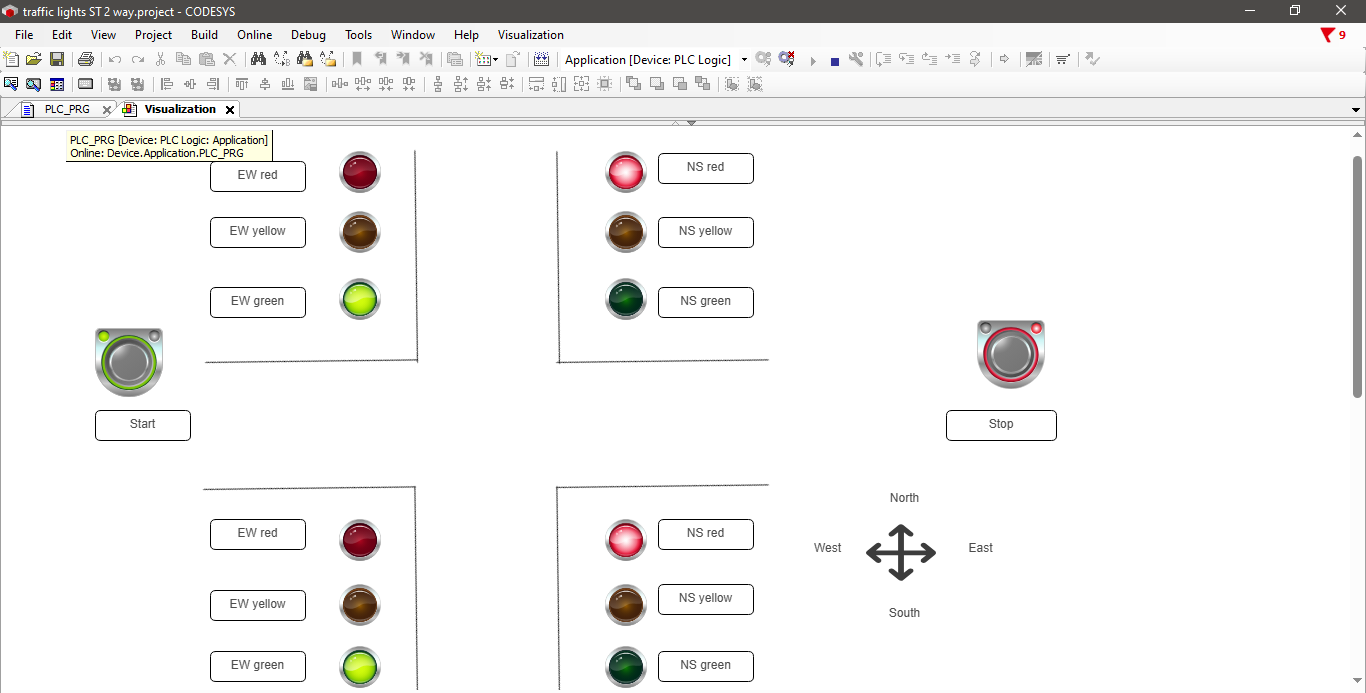 traffic lights ST 2 way.project - CODESYS
File Edit View Project Build Online Debug Tools Window Help Visualization
9
Application [Device: PLC Logic]
PLC_PRG Visualization
PLC_PRG [Device: PLC Logic: Application]
Online: Device.Application.PLC_PRG
EW red NS red
EW yellow NS yellow
EW green NS green
Start Stop
North
EW red NS red
West East
EW yellow NS yellow
South
EW green NS green